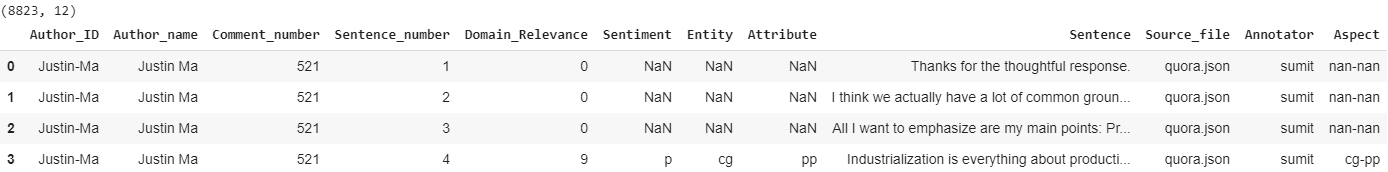 (8823, 12)
Author_ID Author_name Comment_number Sentence_number Domain_Relevance Sentiment Entity Attribute Sentence Source_file Annotator Aspect
0 Justin-Ma Justin Ma 521 1 0 NaN NaN NaN Thanks for the thoughtful response. quora.json sumit nan-nan
1 Justin-Ma Justin Ma 521 2 0 NaN NaN NaN I think we actually have a lot of common groun... quora.json sumit nan-nan
2 Justin-Ma Justin Ma 521 3 0 NaN NaN NaN All I want to emphasize are my main points: Pr... quora.json sumit nan-nan
3 Justin-Ma Justin Ma 521 4 9 p cg pp Industrialization is everything about producti... quora.json sumit cg-pp